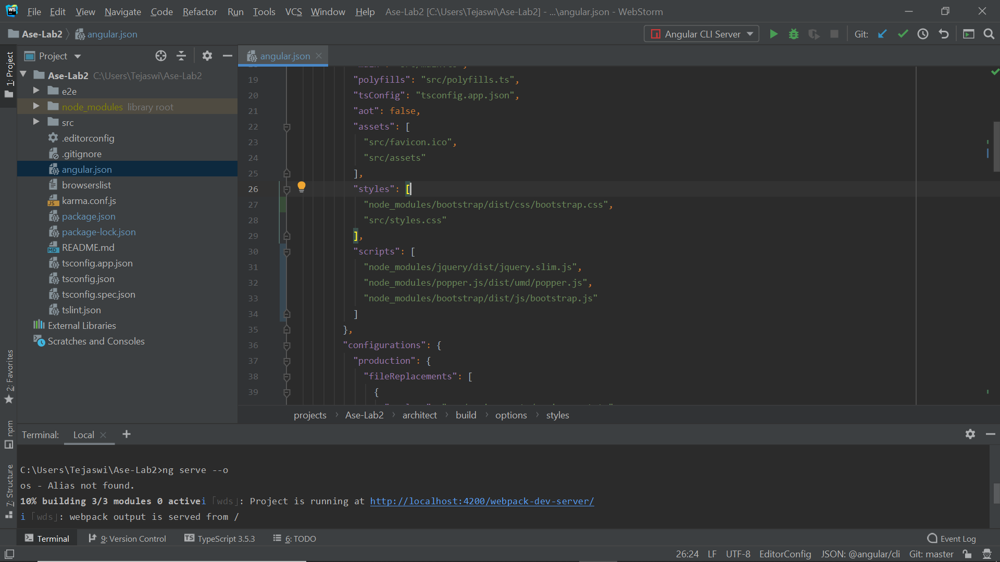 WS File Edit View Navigate Code Refactor Run Tools VCS Window Help Ase-Lab2 [C:\Users\Tejaswi\Ase-Lab2] - ...\angular.json - WebStorm
Ase-Lab2 angular.json Angular CLI Server Git:
1: Project
Project
angular.json
Ase-Lab2 C:\Users\Tejaswi\Ase-Lab2
e2e
node_modules library root
src
.editorconfig
.gitignore
angular.json
browserslist
karma.conf.js
package.json
package-lock.json
README.md
tsconfig.app.json
tsconfig.json
tsconfig.spec.json
tslint.json
External Libraries
Scratches and Consoles
19 "polyfills": "src/polyfills.ts",
20 "tsConfig": "tsconfig.app.json",
21 "aot": false,
22 "assets": [
23 "src/favicon.ico",
24 "src/assets"
25 ],
26 "styles": [
27 "node_modules/bootstrap/dist/css/bootstrap.css",
28 "src/styles.css"
29 ],
30 "scripts": [
31 "node_modules/jquery/dist/jquery.slim.js",
32 "node_modules/popper.js/dist/umd/popper.js",
33 "node_modules/bootstrap/dist/js/bootstrap.js"
34 ]
35 },
36 "configurations": {
37 "production": {
38 "fileReplacements": [
39 {
projects › Ase-Lab2 › architect › build › options › styles
2: Favorites
npm
7: Structure
Terminal: Local
C:\Users\Tejaswi\Ase-Lab2>ng serve --o
os - Alias not found.
10% building 3/3 modules 0 activei ｢wds｣: Project is running at http://localhost:4200/webpack-dev-server/
i ｢wds｣: webpack output is served from /
Terminal 9: Version Control TS TypeScript 3.5.3 6: TODO Event Log
26:24 LF UTF-8 EditorConfig JSON: @angular/cli Git: master